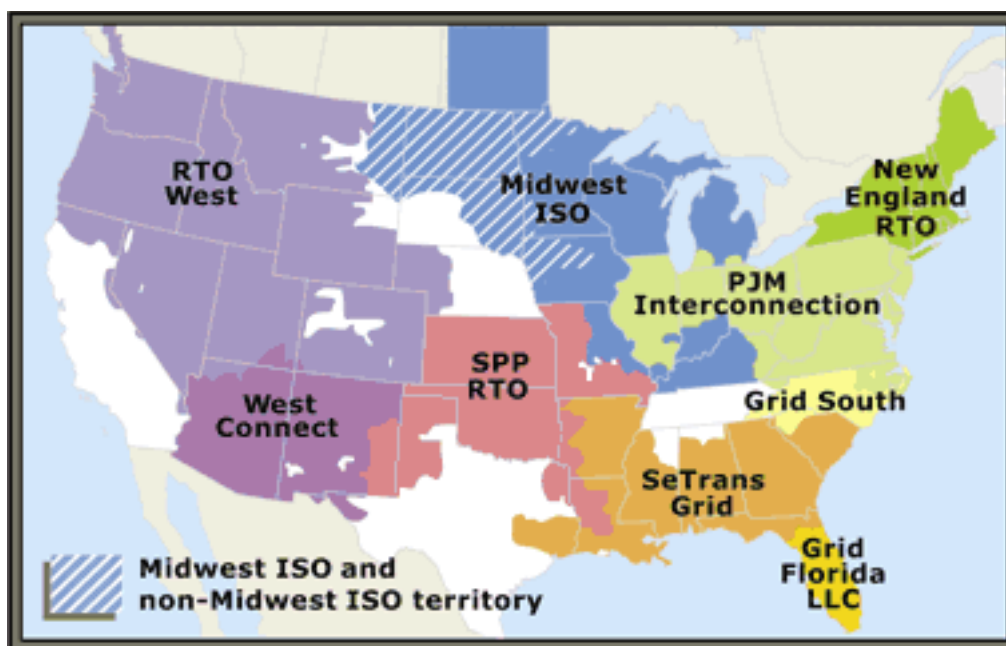 RTO
West
Midwest
ISO
New
England
RTO
PJM
Interconnection
SPP
RTO
West
Connect
Grid South
SeTrans
Grid
Grid
Florida
LLC
Midwest ISO and
non-Midwest ISO territory